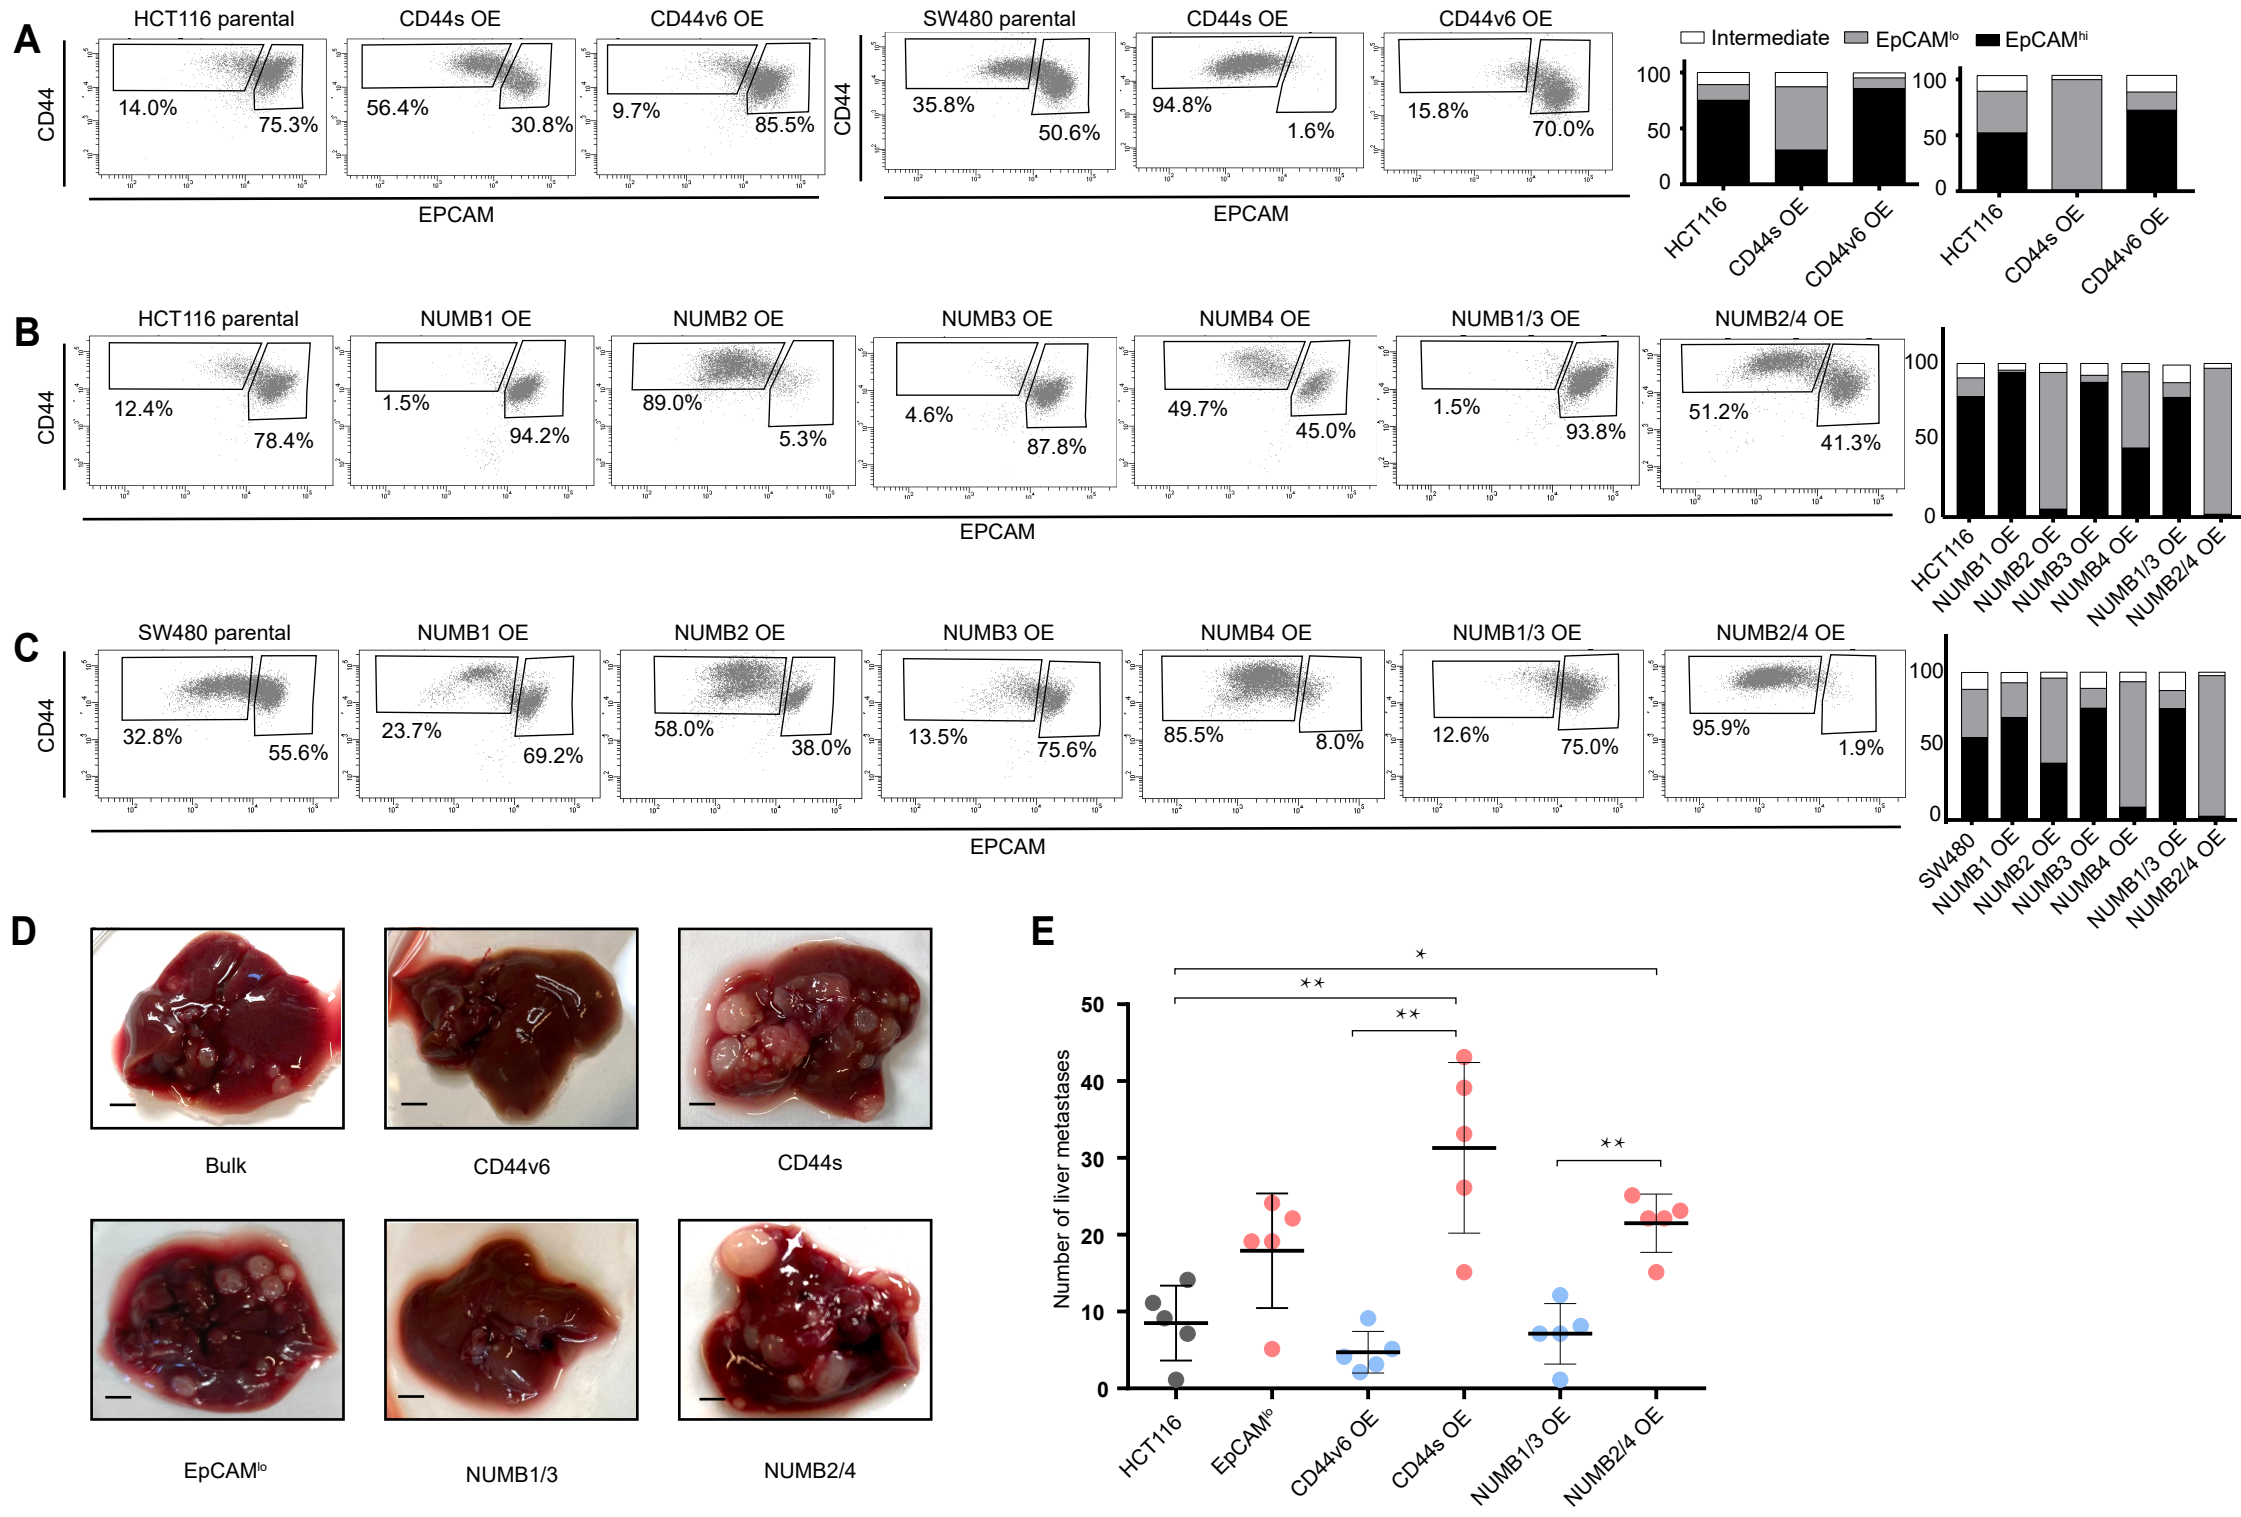 A
HCT116 parental
CD44s OE
CD44v6 OE
SW480 parental
CD44s OE
CD44v6 OE
Intermediate
EpCAMlo
EpCAMhi
CD44
14.0%
75.3%
56.4%
30.8%
9.7%
85.5%
CD44
35.8%
50.6%
94.8%
1.6%
15.8%
70.0%
EPCAM
EPCAM
100
50
0
HCT116
CD44s OE
CD44v6 OE
100
50
0
HCT116
CD44s OE
CD44v6 OE
B
HCT116 parental
NUMB1 OE
NUMB2 OE
NUMB3 OE
NUMB4 OE
NUMB1/3 OE
NUMB2/4 OE
CD44
12.4%
78.4%
1.5%
94.2%
89.0%
5.3%
4.6%
87.8%
49.7%
45.0%
1.5%
93.8%
51.2%
41.3%
EPCAM
100
50
0
HCT116
NUMB1 OE
NUMB2 OE
NUMB3 OE
NUMB4 OE
NUMB1/3 OE
NUMB2/4 OE
C
SW480 parental
NUMB1 OE
NUMB2 OE
NUMB3 OE
NUMB4 OE
NUMB1/3 OE
NUMB2/4 OE
CD44
32.8%
55.6%
23.7%
69.2%
58.0%
38.0%
13.5%
75.6%
85.5%
8.0%
12.6%
75.0%
95.9%
1.9%
EPCAM
100
50
0
SW480
NUMB1 OE
NUMB2 OE
NUMB3 OE
NUMB4 OE
NUMB1/3 OE
NUMB2/4 OE
D
Bulk
CD44v6
CD44s
EpCAMlo
NUMB1/3
NUMB2/4
E
*
**
**
**
Number of liver metastases
50
40
30
20
10
0
HCT116
EpCAMlo
CD44v6 OE
CD44s OE
NUMB1/3 OE
NUMB2/4 OE